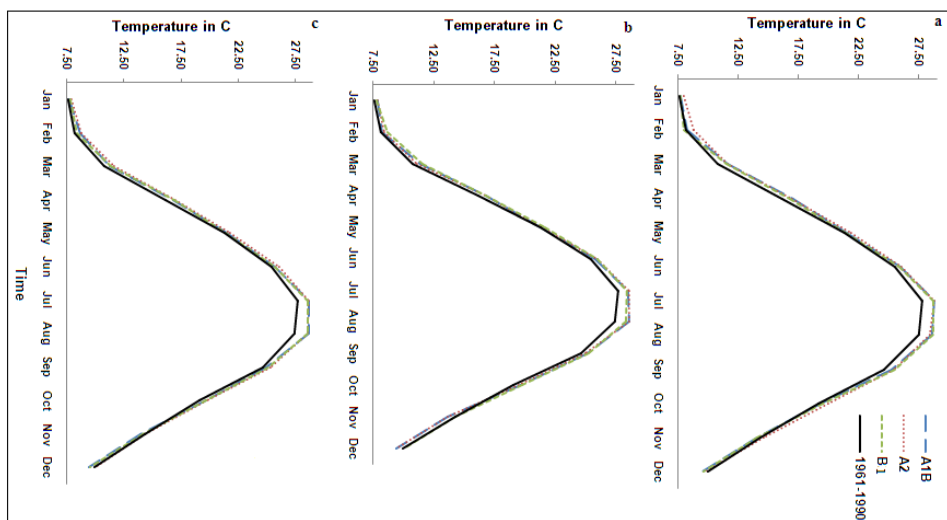 a
Temperature in C
27.50
22.50
17.50
12.50
7.50
A1B
A2
B1
1961-1990
Jan Feb Mar Apr May Jun Jul Aug Sep Oct Nov Dec
b
Temperature in C
27.50
22.50
17.50
12.50
7.50
Jan Feb Mar Apr May Jun Jul Aug Sep Oct Nov Dec
c
Temperature in C
27.50
22.50
17.50
12.50
7.50
Jan Feb Mar Apr May Jun Jul Aug Sep Oct Nov Dec
Time